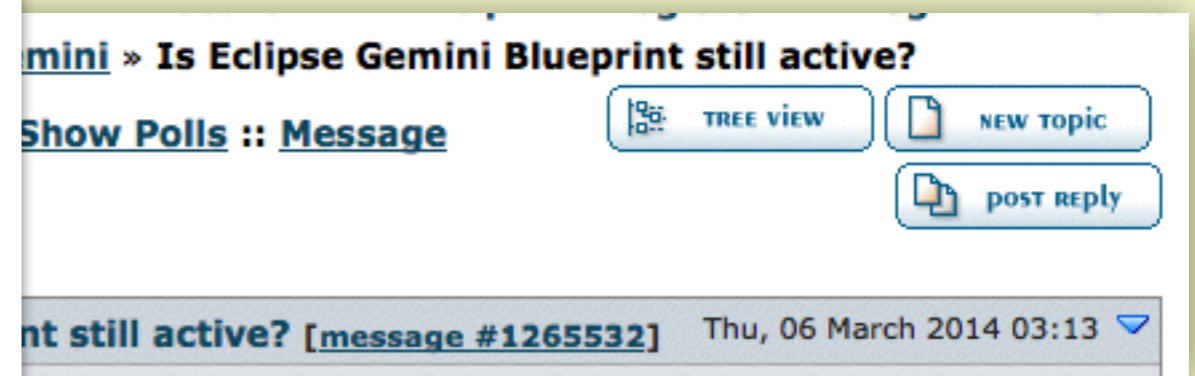 emini » Is Eclipse Gemini Blueprint still active?
Show Polls :: Message
TREE VIEW
NEW TOPIC
POST REPLY
nt still active? [message #1265532] Thu, 06 March 2014 03:13